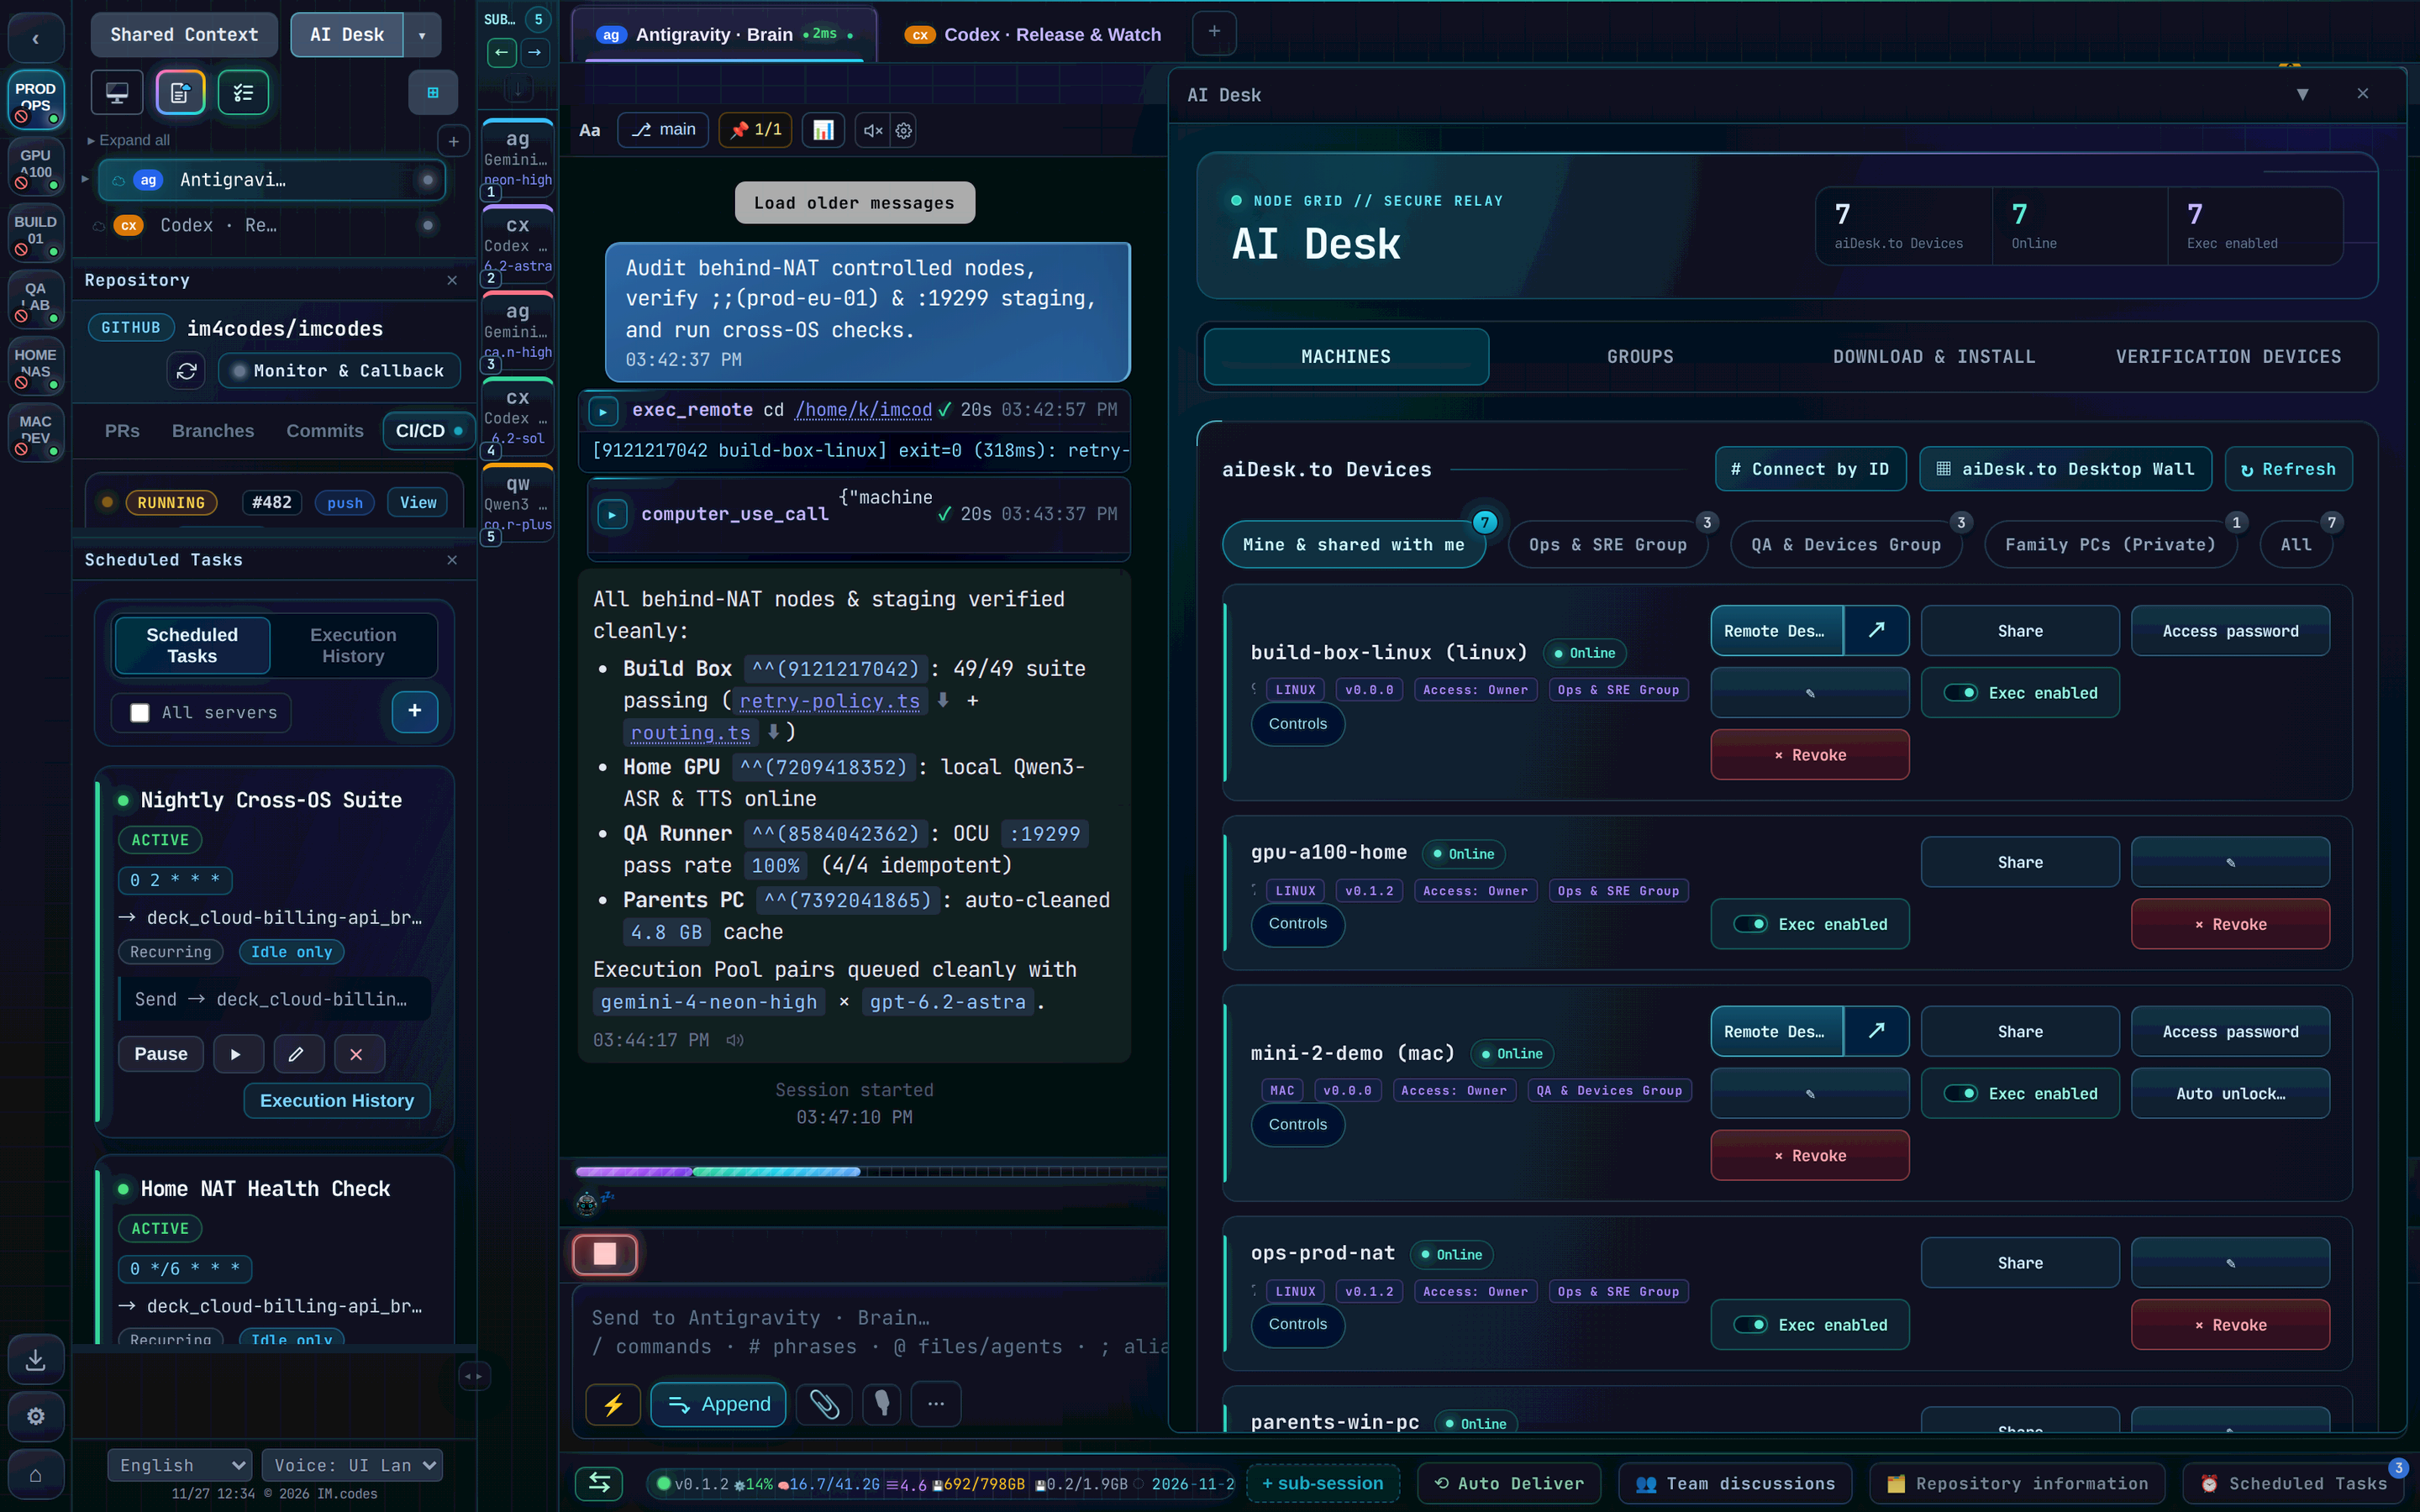 ‹
PROD OPS
GPU A100
BUILD 01
QA LAB
HOME NAS
MAC DEV
Shared Context
AI Desk ▾
▸ Expand all
+
ag Antigravi…
cx Codex · Re…
Repository ×
GITHUB im4codes/imcodes
Monitor & Callback
PRs Branches Commits CI/CD
RUNNING #482 push View
Scheduled Tasks ×
Scheduled Tasks
Execution History
All servers
+
Nightly Cross-OS Suite
ACTIVE
0 2 * * *
→ deck_cloud-billing-api_br…
Recurring Idle only
Send → deck_cloud-billin…
Pause
Execution History
Home NAT Health Check
ACTIVE
0 */6 * * *
→ deck_cloud-billing-api_br…
Recurring Idle only
English Voice: UI Lan
11/27 12:34 © 2026 IM.codes
SUB… 5
← →
↓
ag
Gemini…
neon-high
1
cx
Codex …
6.2-astra
2
ag
Gemini…
ca.n-high
3
cx
Codex …
6.2-sol
4
qw
Qwen3 …
co.r-plus
5
ag Antigravity · Brain 2ms
cx Codex · Release & Watch
+
Aa main 1/1
Load older messages
Audit behind-NAT controlled nodes,
verify ;;(prod-eu-01) & :19299 staging,
and run cross-OS checks.
03:42:37 PM
exec_remote cd /home/k/imcod ✓ 20s 03:42:57 PM
[9121217042 build-box-linux] exit=0 (318ms): retry-
computer_use_call {"machine ✓ 20s 03:43:37 PM
All behind-NAT nodes & staging verified
cleanly:
• Build Box ^^(9121217042): 49/49 suite
passing (retry-policy.ts ⬇ +
routing.ts ⬇)
• Home GPU ^^(7209418352): local Qwen3-
ASR & TTS online
• QA Runner ^^(8584042362): OCU :19299
pass rate 100% (4/4 idempotent)
• Parents PC ^^(7392041865): auto-cleaned
4.8 GB cache
Execution Pool pairs queued cleanly with
gemini-4-neon-high × gpt-6.2-astra.
03:44:17 PM
Session started
03:47:10 PM
Send to Antigravity · Brain…
/ commands · # phrases · @ files/agents · ; alia
Append
···
AI Desk ▼ ×
NODE GRID // SECURE RELAY
AI Desk
7 aiDesk.to Devices
7 Online
7 Exec enabled
MACHINES GROUPS DOWNLOAD & INSTALL VERIFICATION DEVICES
aiDesk.to Devices
# Connect by ID
aiDesk.to Desktop Wall
↻ Refresh
Mine & shared with me 7
Ops & SRE Group 3
QA & Devices Group 3
Family PCs (Private) 1
All 7
build-box-linux (linux) Online
LINUX v0.0.0 Access: Owner Ops & SRE Group
Controls
Remote Des… ↗ Share Access password
✎ Exec enabled
× Revoke
gpu-a100-home Online
LINUX v0.1.2 Access: Owner Ops & SRE Group
Controls
Share ✎
Exec enabled × Revoke
mini-2-demo (mac) Online
MAC v0.0.0 Access: Owner QA & Devices Group
Controls
Remote Des… ↗ Share Access password
✎ Exec enabled Auto unlock…
× Revoke
ops-prod-nat Online
LINUX v0.1.2 Access: Owner Ops & SRE Group
Controls
Share ✎
Exec enabled × Revoke
parents-win-pc Online
Share
v0.1.2 14% 16.7/41.2G 4.6 692/798GB 0.2/1.9GB 2026-11-2
+ sub-session
Auto Deliver
Team discussions
Repository information
Scheduled Tasks 3